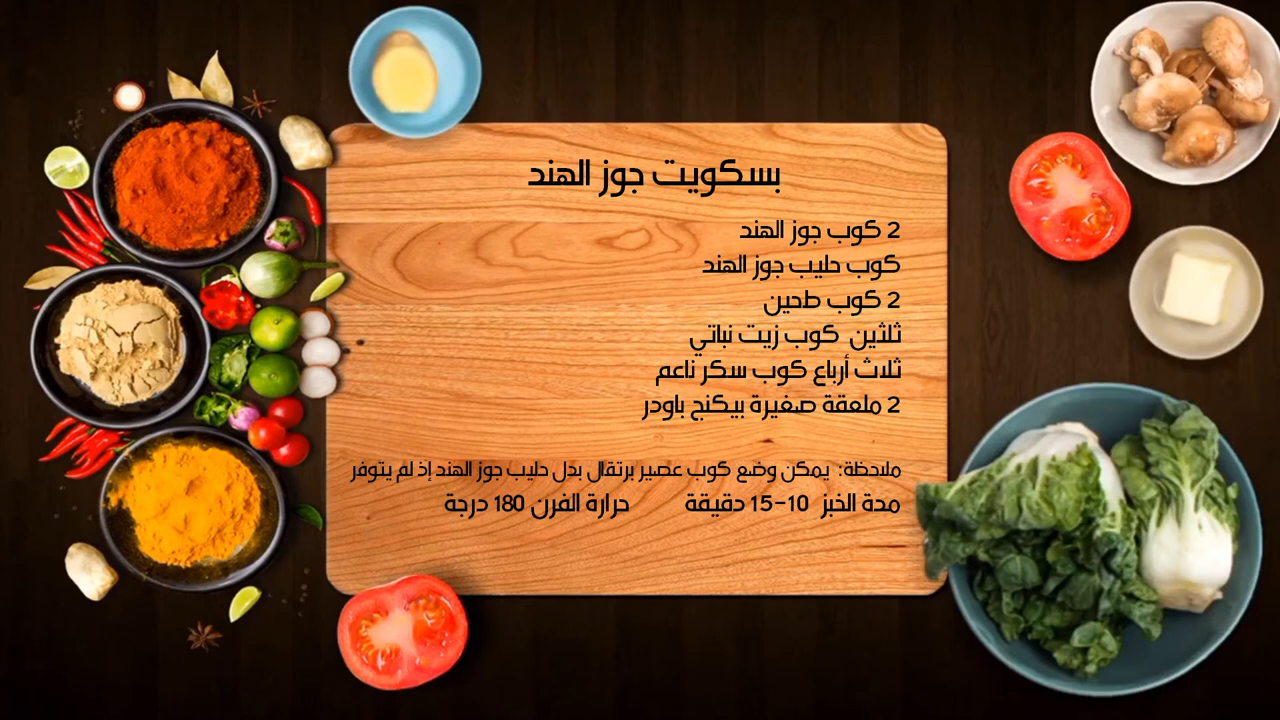 بسكويت جوز الهند
2 كوب جوز الهند
كوب حليب جوز الهند
2 كوب طحين
ثلثين كوب زيت نباتي
ثلاث أرباع كوب سكر ناعم
2 ملعقة صغيرة بيكنج باودر
ملاحظة: يمكن وضع كوب عصير برتقال بدل حليب جوز الهند إذ لم يتوفر
مدة الخبز 10-15 دقيقة حرارة الفرن 180 درجة